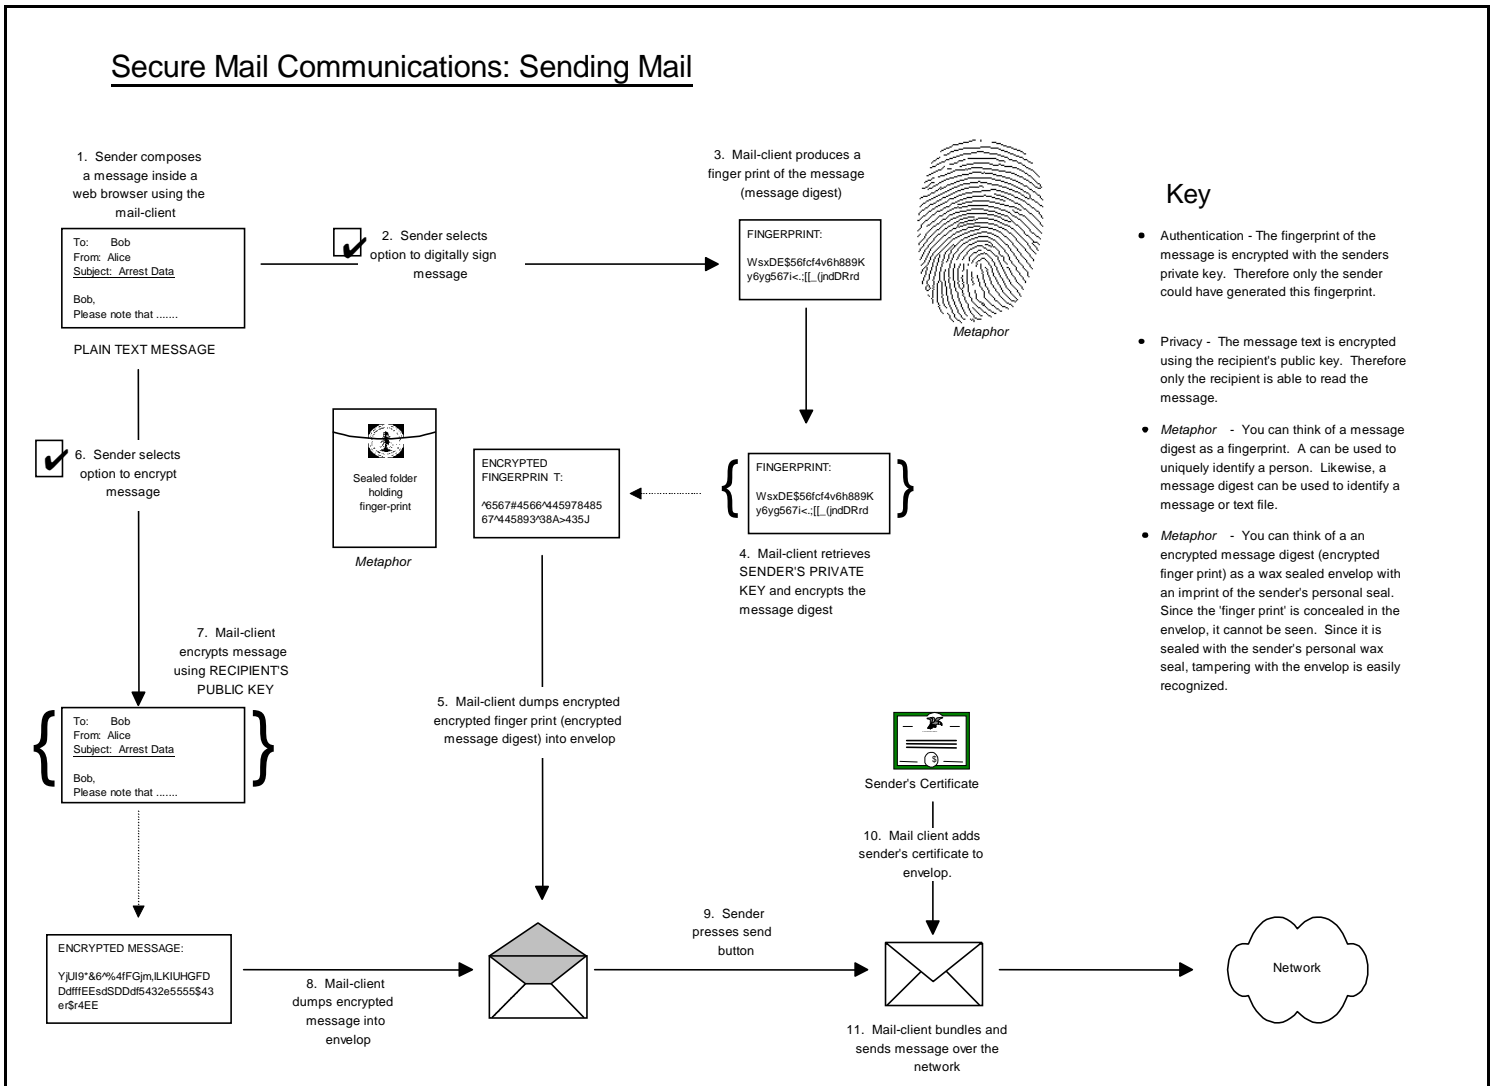 Secure Mail Communications: Sending Mail
1. Sender composes
a message inside a
web browser using the
mail-client
To: Bob
From: Alice
Subject: Arrest Data
Bob,
Please note that .......
PLAIN TEXT MESSAGE
2. Sender selects
option to digitally sign
message
3. Mail-client produces a
finger print of the message
(message digest)
FINGERPRINT:
WsxDE$56fcf4v6h889K
y6yg567i<.;[[_(jndDRrd
Metaphor
Key
• Authentication - The fingerprint of the
message is encrypted with the senders
private key. Therefore only the sender
could have generated this fingerprint.
• Privacy - The message text is encrypted
using the recipient's public key. Therefore
only the recipient is able to read the
message.
• Metaphor - You can think of a message
digest as a fingerprint. A can be used to
uniquely identify a person. Likewise, a
message digest can be used to identify a
message or text file.
• Metaphor - You can think of a an
encrypted message digest (encrypted
finger print) as a wax sealed envelop with
an imprint of the sender's personal seal.
Since the 'finger print' is concealed in the
envelop, it cannot be seen. Since it is
sealed with the sender's personal wax
seal, tampering with the envelop is easily
recognized.
6. Sender selects
option to encrypt
message
Sealed folder
holding
finger-print
Metaphor
ENCRYPTED
FINGERPRIN T:
^6567#4566^445978485
67^445893^38A>435J
{ FINGERPRINT: }
WsxDE$56fcf4v6h889K
y6yg567i<.;[[_(jndDRrd
4. Mail-client retrieves
SENDER'S PRIVATE
KEY and encrypts the
message digest
7. Mail-client
encrypts message
using RECIPIENT'S
PUBLIC KEY
{ To: Bob }
From: Alice
Subject: Arrest Data
Bob,
Please note that .......
5. Mail-client dumps encrypted
encrypted finger print (encrypted
message digest) into envelop
$
Sender's Certificate
10. Mail client adds
sender's certificate to
envelop.
ENCRYPTED MESSAGE:
YjUI9*&6^%4fFGjm,lLKIUHGFD
DdfffEEsdSDDdf5432e5555$43
er$r4EE
8. Mail-client
dumps encrypted
message into
envelop
9. Sender
presses send
button
11. Mail-client bundles and
sends message over the
network
Network